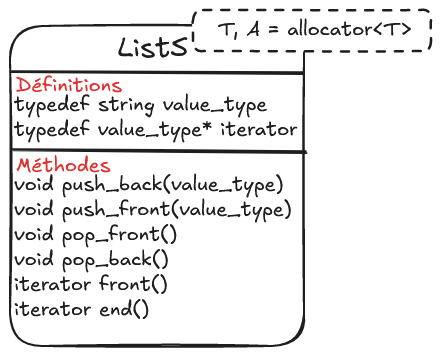 T, A = allocator<T>
ListS
Définitions
typedef string value_type
typedef value_type* iterator
Méthodes
void push_back(value_type)
void push_front(value_type)
void pop_front()
void pop_back()
iterator front()
iterator end()